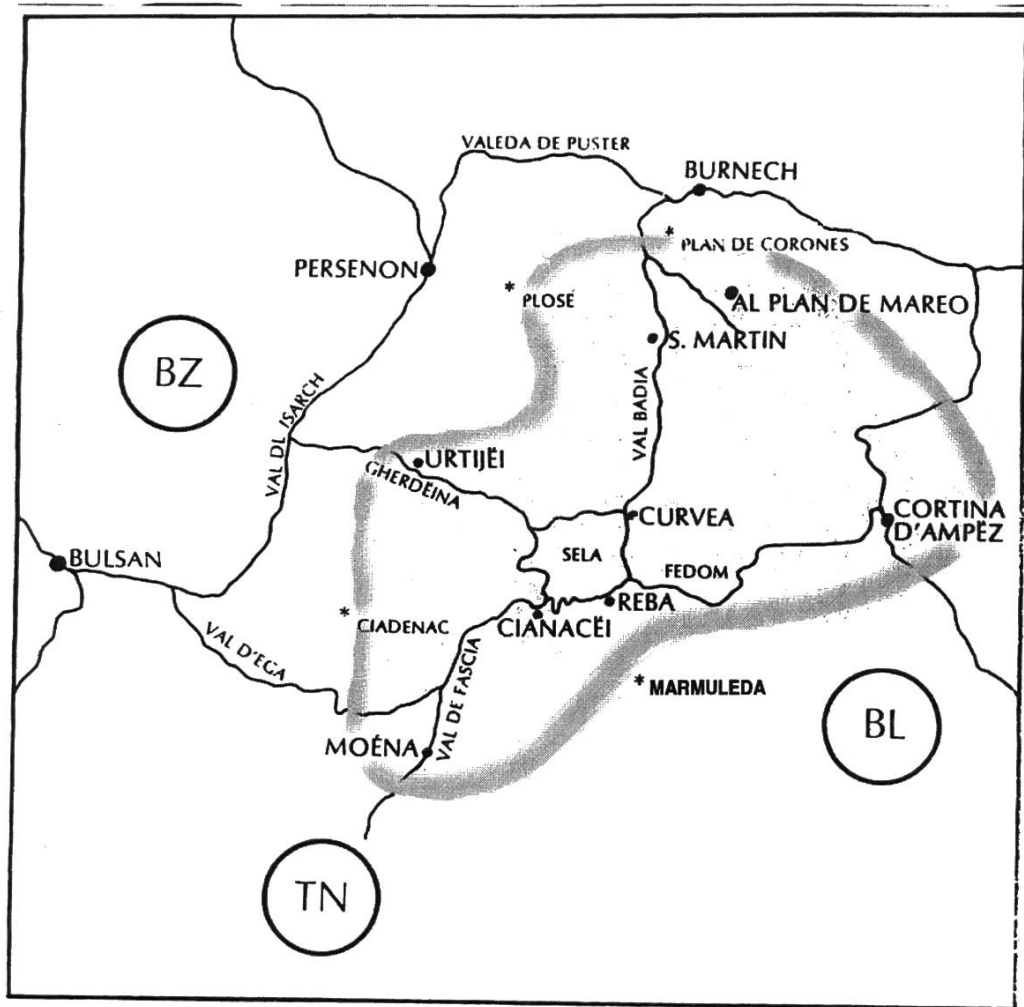 VALEDA DE PUSTER
BURNECH
* PLAN DE CORONES
PERSENON
* PLOSE
AL PLAN DE MAREO
S. MARTIN
BZ
VAL DL ISARCH
VAL BADIA
URTIJËI
GHERDËINA
CORTINA
D'AMPËZ
CURVEA
SELA
FEDOM
BULSAN
REBA
CIANACËI
* CIADENAC
VAL D'EGA
VAL DE FASCIA
* MARMULEDA
MOÉNA
BL
TN